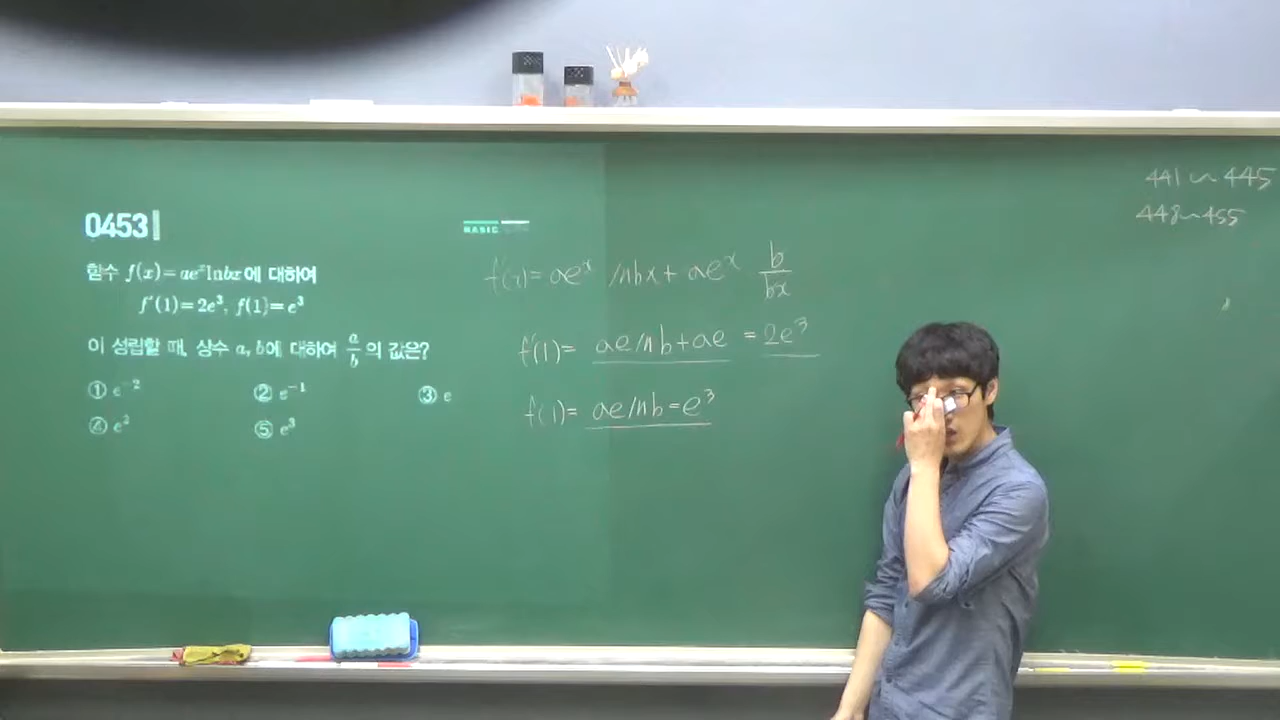 0453
BASIC
함수 f(x)=ae^x ln bx에 대하여
f'(1)=2e^3, f(1)=e^3
이 성립할 때, 상수 a, b에 대하여 a/b의 값은?
① e^-2 ② e^-1 ③ e
④ e^2 ⑤ e^3
f'(x)=ae^x lnbx+ae^x b/bx
f'(1)= ae lnb+ae =2e^3
f(1)= ae lnb=e^3
441~445
448~455